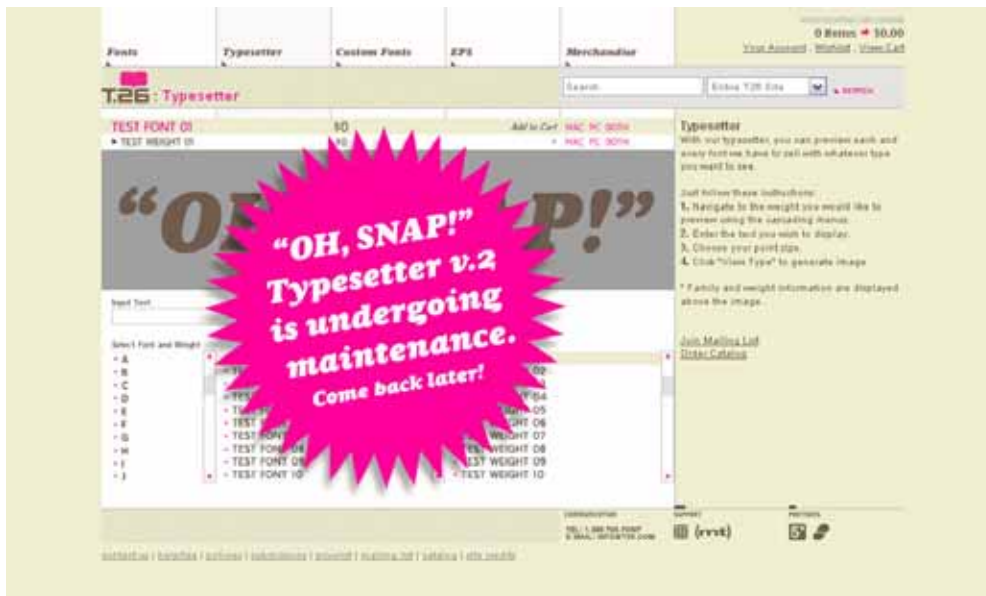 0 Items ➜ $0.00
Your Account . Wishlist . View Cart
Fonts Typesetter Custom Fonts EPS Merchandise
T.26 : Typesetter
Search Entire T26 Site SEARCH
TEST FONT 01 $0 Add to Cart MAC PC BOTH
TEST WEIGHT 01 MAC PC BOTH
“OH, SNAP!”
Typesetter v.2
is undergoing
maintenance.
Come back later!
Input Text
Select Font and Weight
A
B
C
D
E
F
G
H
I
J
TEST FONT 08
TEST FONT 09
TEST FONT 10
WEIGHT 06
WEIGHT 07
TEST WEIGHT 08
TEST WEIGHT 09
TEST WEIGHT 10
Typesetter
With our typesetter, you can preview each and
every font we have to sell with whatever type
you want to see.
Just follow these instructions:
1. Navigate to the weight you would like to
preview using the cascading menus.
2. Enter the text you wish to display.
3. Choose your point size.
4. Click "View Type" to generate image
* Family and weight information are displayed
above the image.
Join Mailing List
Order Catalog
(rrvt)